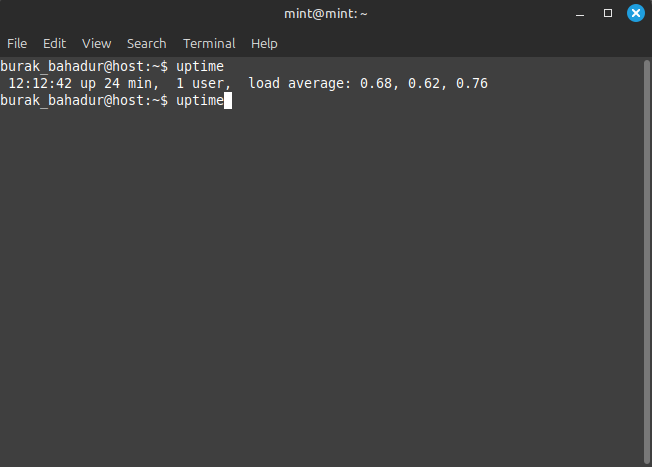 mint@mint: ~
File Edit View Search Terminal Help
burak_bahadur@host:~$ uptime
 12:12:42 up 24 min,  1 user,  load average: 0.68, 0.62, 0.76
burak_bahadur@host:~$ uptime